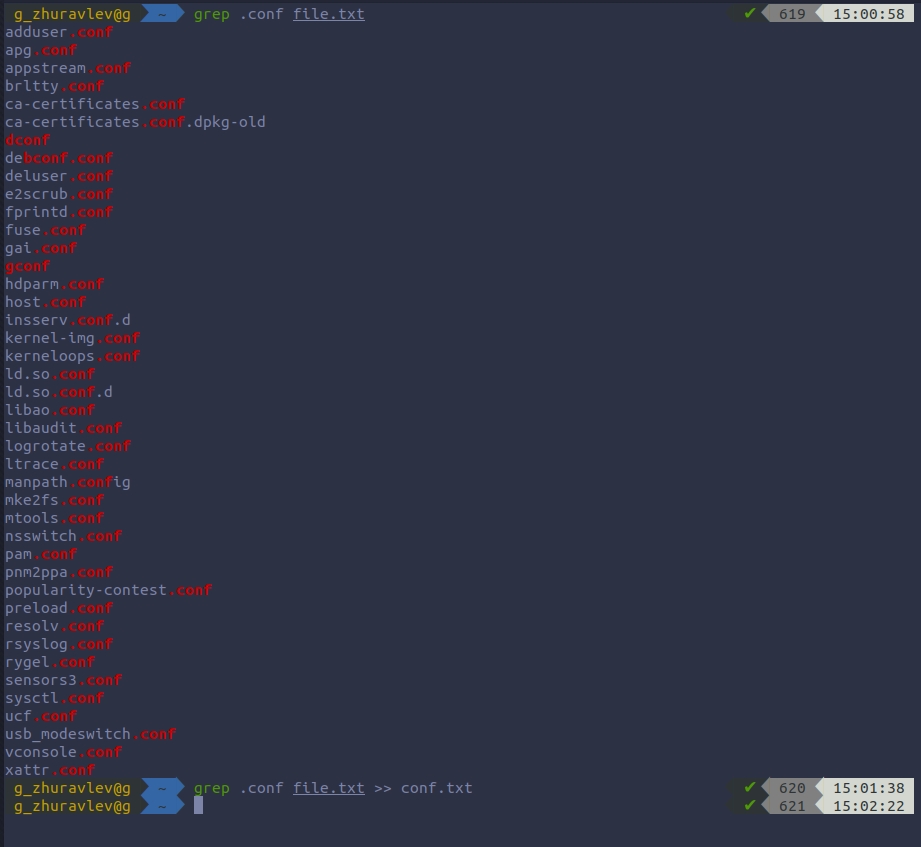 g_zhuravlev@g ~ grep .conf file.txt ✔ 619 15:00:58
adduser.conf
apg.conf
appstream.conf
brltty.conf
ca-certificates.conf
ca-certificates.conf.dpkg-old
dconf
debconf.conf
deluser.conf
e2scrub.conf
fprintd.conf
fuse.conf
gai.conf
gconf
hdparm.conf
host.conf
insserv.conf.d
kernel-img.conf
kerneloops.conf
ld.so.conf
ld.so.conf.d
libao.conf
libaudit.conf
logrotate.conf
ltrace.conf
manpath.config
mke2fs.conf
mtools.conf
nsswitch.conf
pam.conf
pnm2ppa.conf
popularity-contest.conf
preload.conf
resolv.conf
rsyslog.conf
rygel.conf
sensors3.conf
sysctl.conf
ucf.conf
usb_modeswitch.conf
vconsole.conf
xattr.conf
g_zhuravlev@g ~ grep .conf file.txt >> conf.txt ✔ 620 15:01:38
g_zhuravlev@g ~ ✔ 621 15:02:22